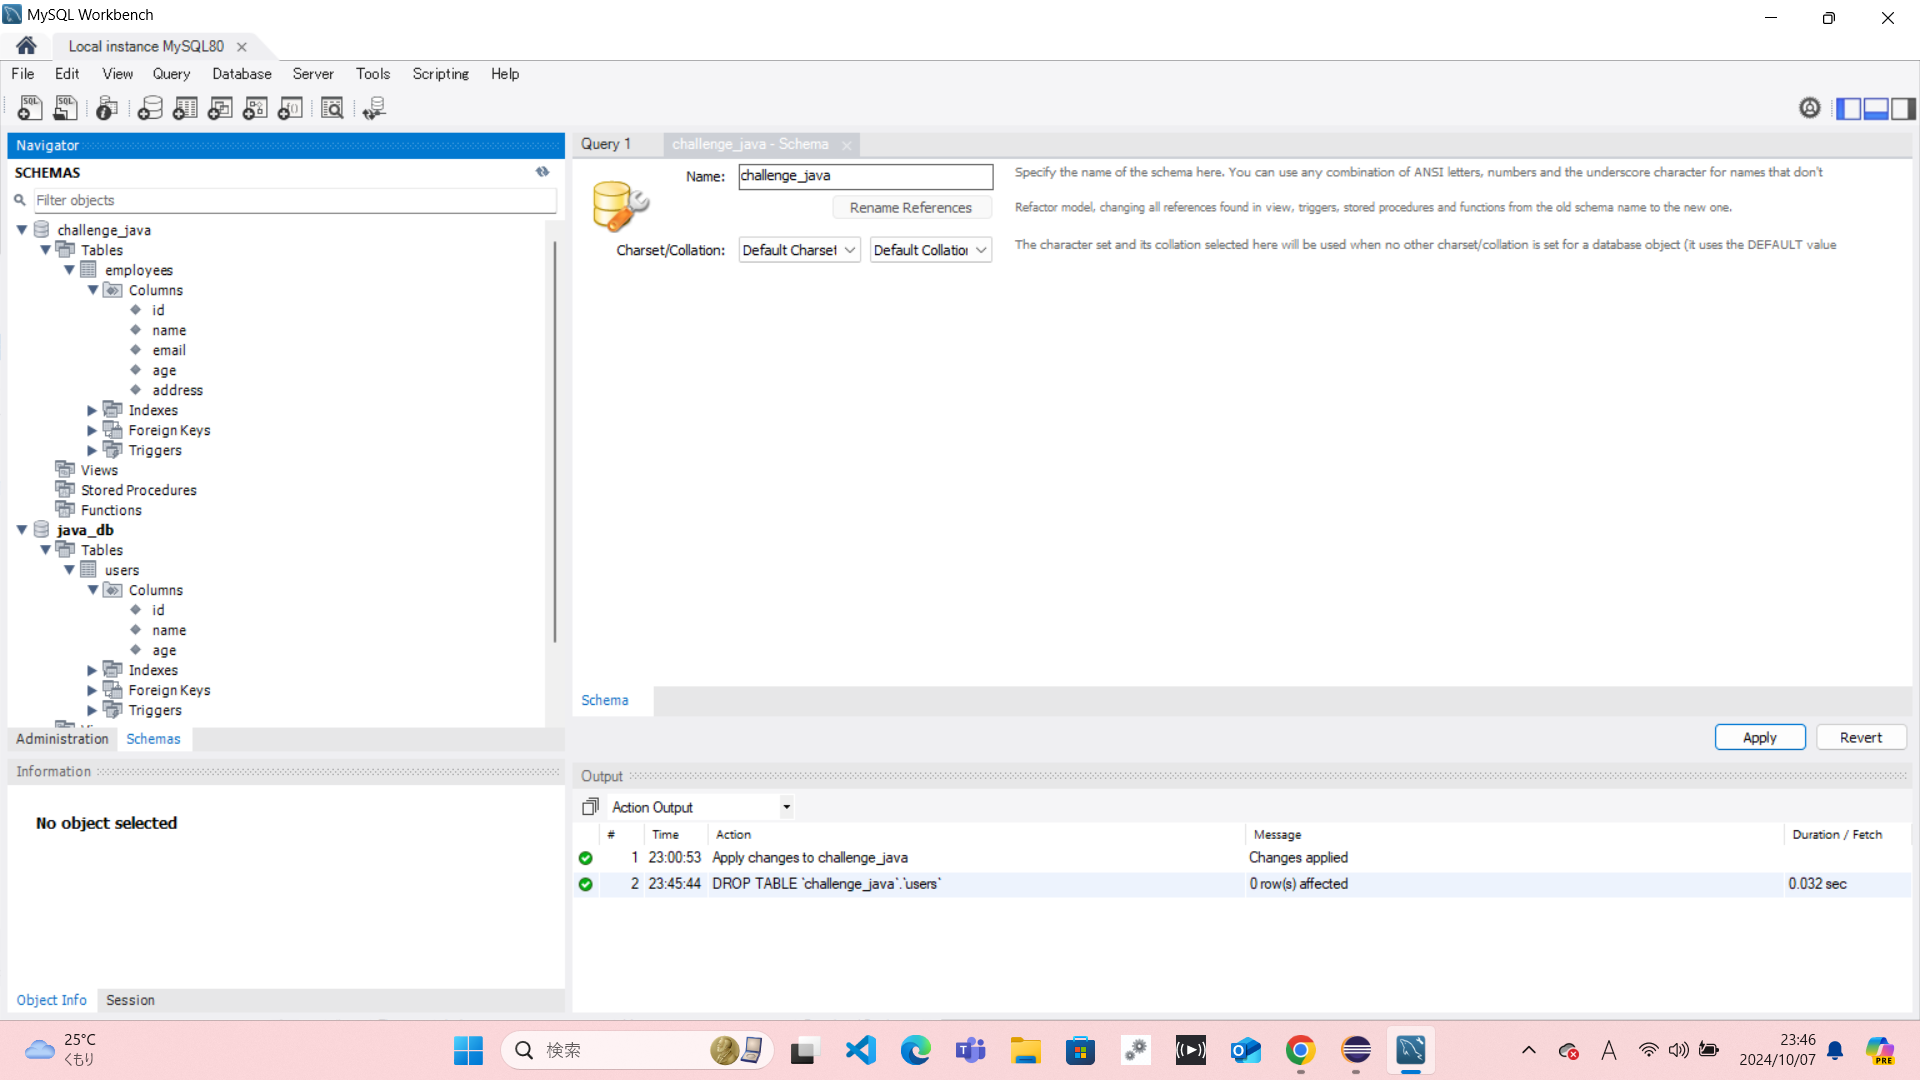 MySQL Workbench
Local instance MySQL80
File Edit View Query Database Server Tools Scripting Help
Navigator
SCHEMAS
Filter objects
challenge_java
Tables
employees
Columns
id
name
email
age
address
Indexes
Foreign Keys
Triggers
Views
Stored Procedures
Functions
java_db
Tables
users
Columns
id
name
age
Indexes
Foreign Keys
Triggers
Administration Schemas
Information
No object selected
Object Info Session
Query 1 challenge_java - Schema
Name: challenge_java
Specify the name of the schema here. You can use any combination of ANSI letters, numbers and the underscore character for names that don't
Rename References
Refactor model, changing all references found in view, triggers, stored procedures and functions from the old schema name to the new one.
Charset/Collation: Default Charset Default Collation
The character set and its collation selected here will be used when no other charset/collation is set for a database object (it uses the DEFAULT value
Schema
Apply Revert
Output
Action Output
# Time Action Message Duration / Fetch
1 23:00:53 Apply changes to challenge_java Changes applied
2 23:45:44 DROP TABLE `challenge_java`.`users` 0 row(s) affected 0.032 sec
25°C
くもり
検索
A
23:46
2024/10/07
PRE